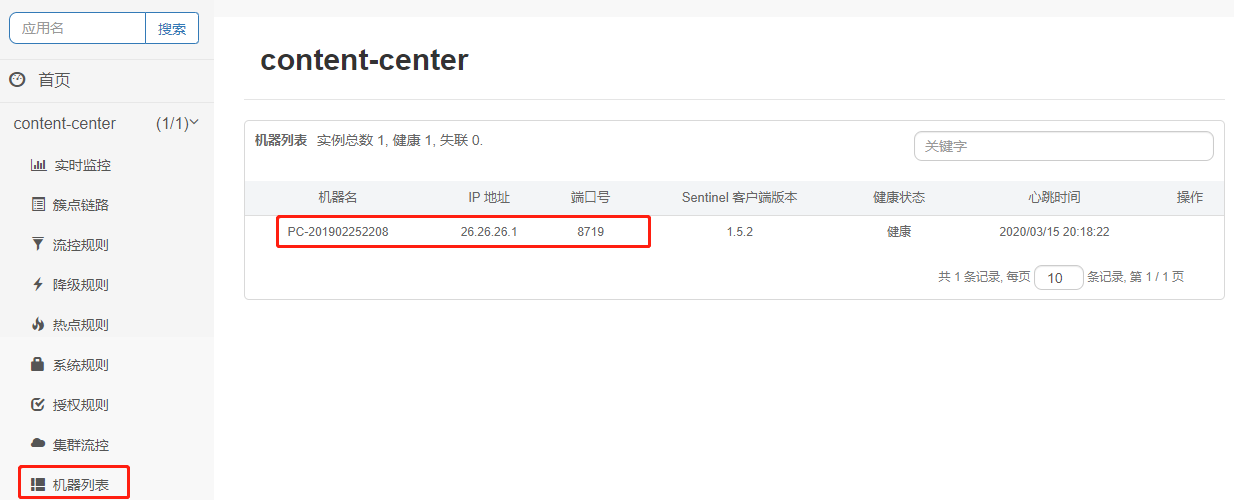 应用名 搜索
首页
content-center (1/1)
实时监控
簇点链路
流控规则
降级规则
热点规则
系统规则
授权规则
集群流控
机器列表
content-center
机器列表 实例总数 1, 健康 1, 失联 0.
关键字
机器名 IP 地址 端口号 Sentinel 客户端版本 健康状态 心跳时间 操作
PC-201902252208 26.26.26.1 8719 1.5.2 健康 2020/03/15 20:18:22
共 1 条记录, 每页 10 条记录, 第 1 / 1 页